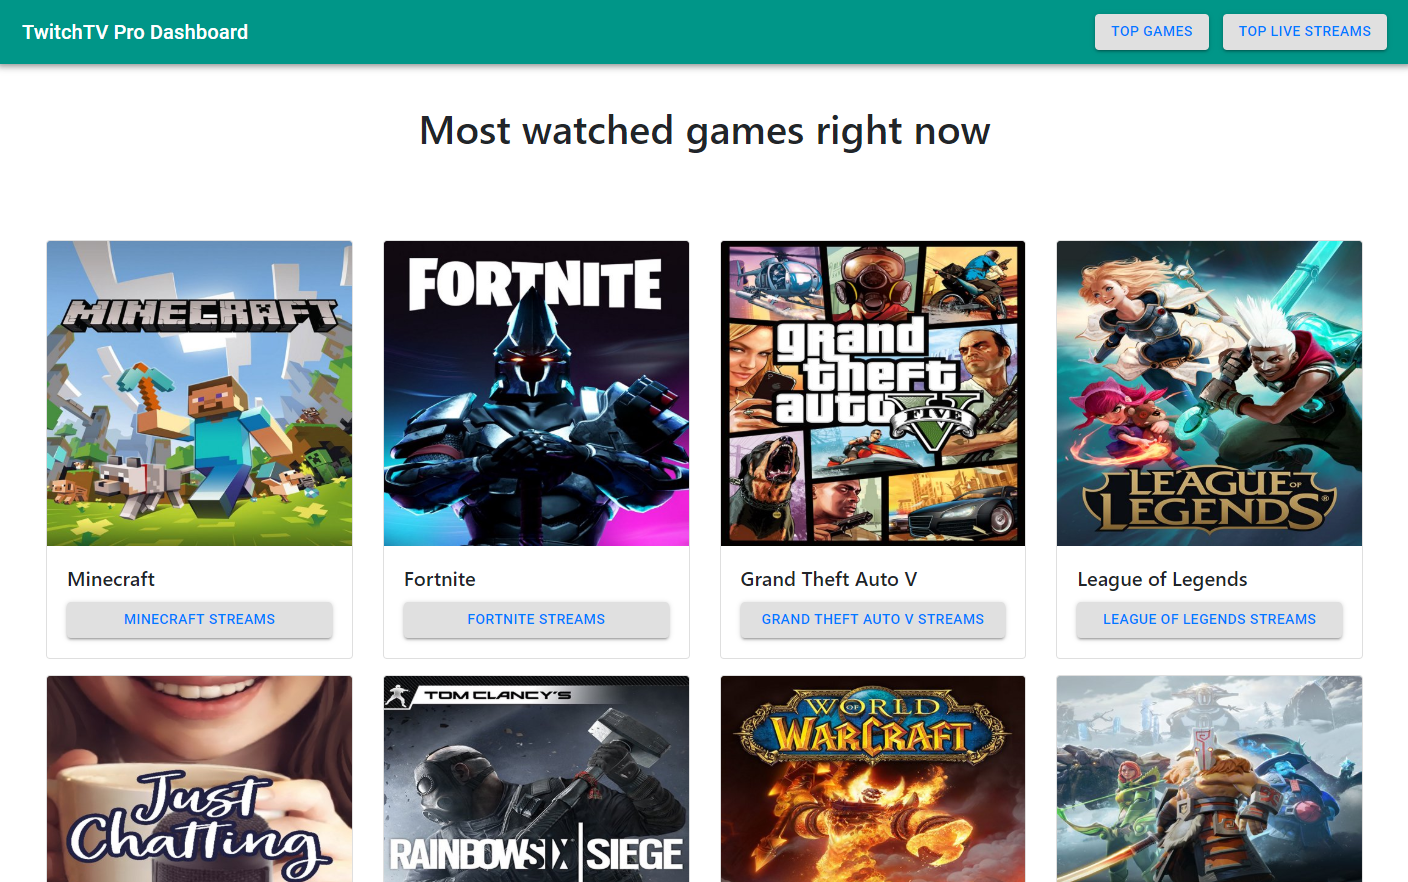 TwitchTV Pro Dashboard
TOP GAMES
TOP LIVE STREAMS
Most watched games right now
MINECRAFT
FORTNITE
grand
theft
auto
FIVE
LEAGUE OF
LEGENDS®
Minecraft
Fortnite
Grand Theft Auto V
League of Legends
MINECRAFT STREAMS
FORTNITE STREAMS
GRAND THEFT AUTO V STREAMS
LEAGUE OF LEGENDS STREAMS
Just
Chatting
TOM CLANCY'S
RAINBOWSIX | SIEGE
WORLD
OF
WARCRAFT